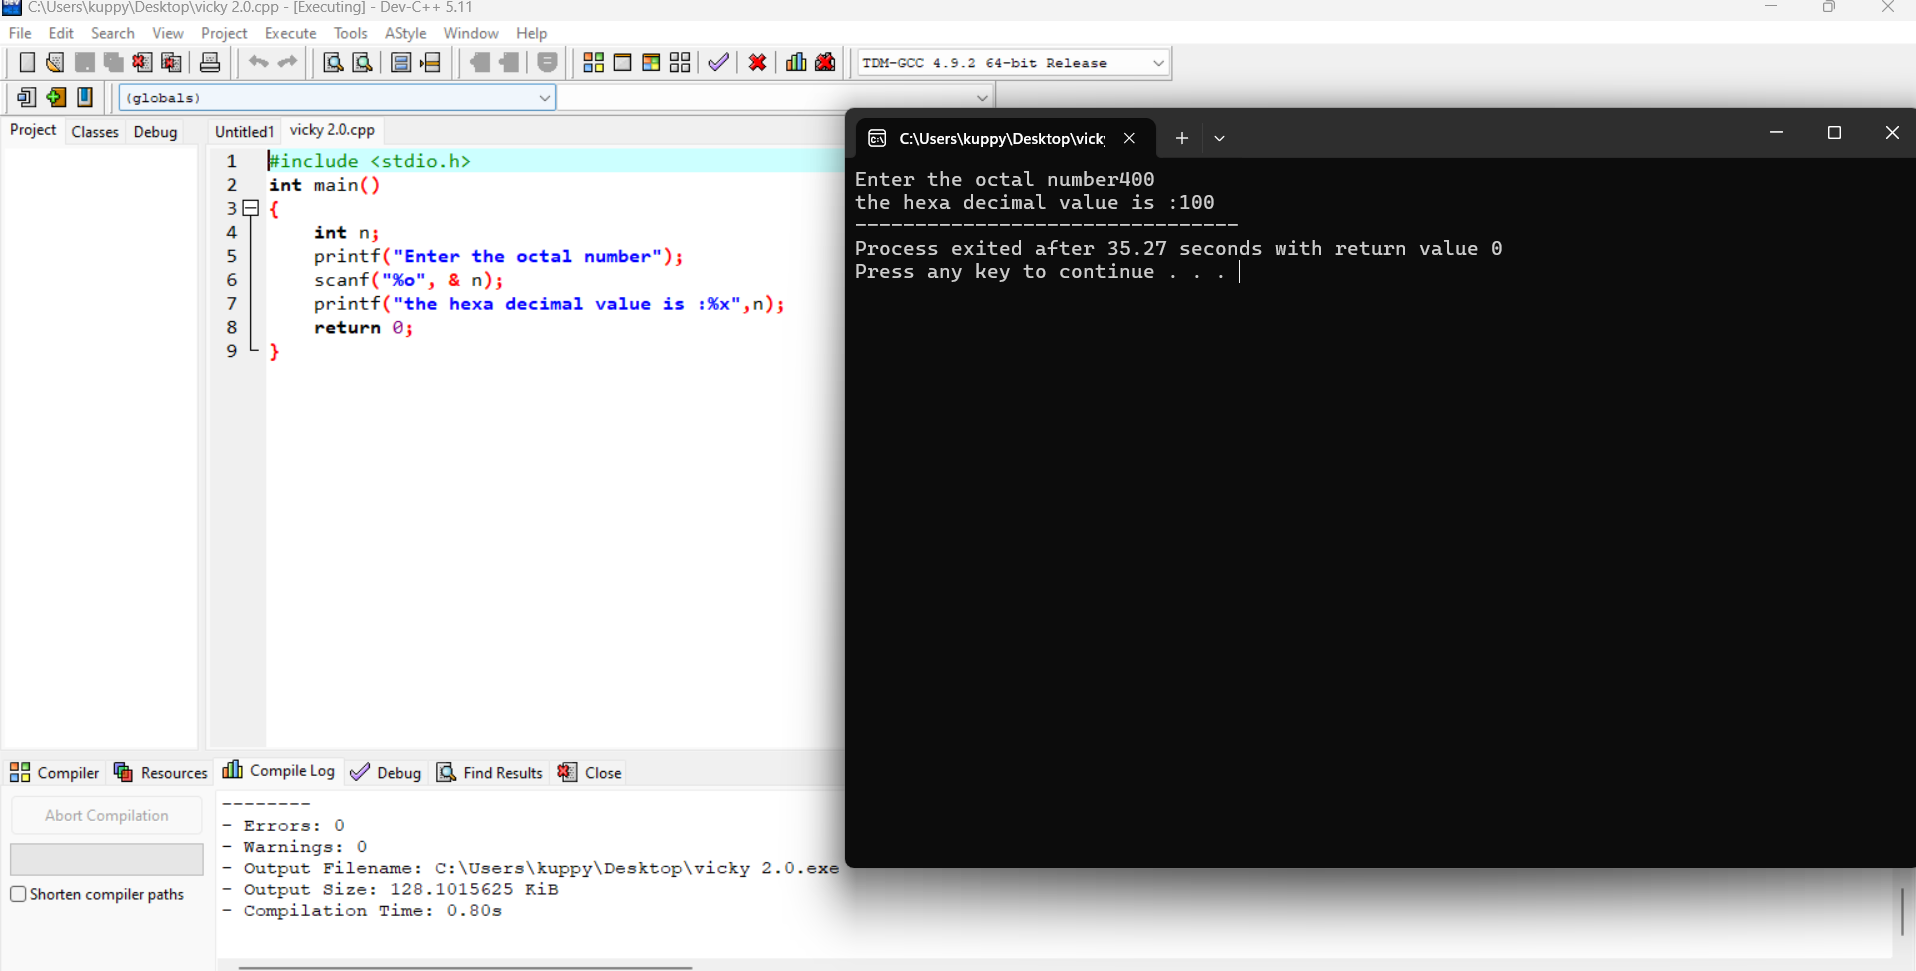 C:\Users\kuppy\Desktop\vicky 2.0.cpp - [Executing] - Dev-C++ 5.11
File Edit Search View Project Execute Tools AStyle Window Help
TDM-GCC 4.9.2 64-bit Release
(globals)
Project Classes Debug Untitled1 vicky 2.0.cpp
1 #include <stdio.h>
2 int main()
3 {
4 int n;
5 printf("Enter the octal number");
6 scanf("%o", & n);
7 printf("the hexa decimal value is :%x",n);
8 return 0;
9 }
C:\Users\kuppy\Desktop\vick
Enter the octal number400
the hexa decimal value is :100
--------------------------------
Process exited after 35.27 seconds with return value 0
Press any key to continue . . .
Compiler Resources Compile Log Debug Find Results Close
Abort Compilation
Shorten compiler paths
--------
- Errors: 0
- Warnings: 0
- Output Filename: C:\Users\kuppy\Desktop\vicky 2.0.exe
- Output Size: 128.1015625 KiB
- Compilation Time: 0.80s